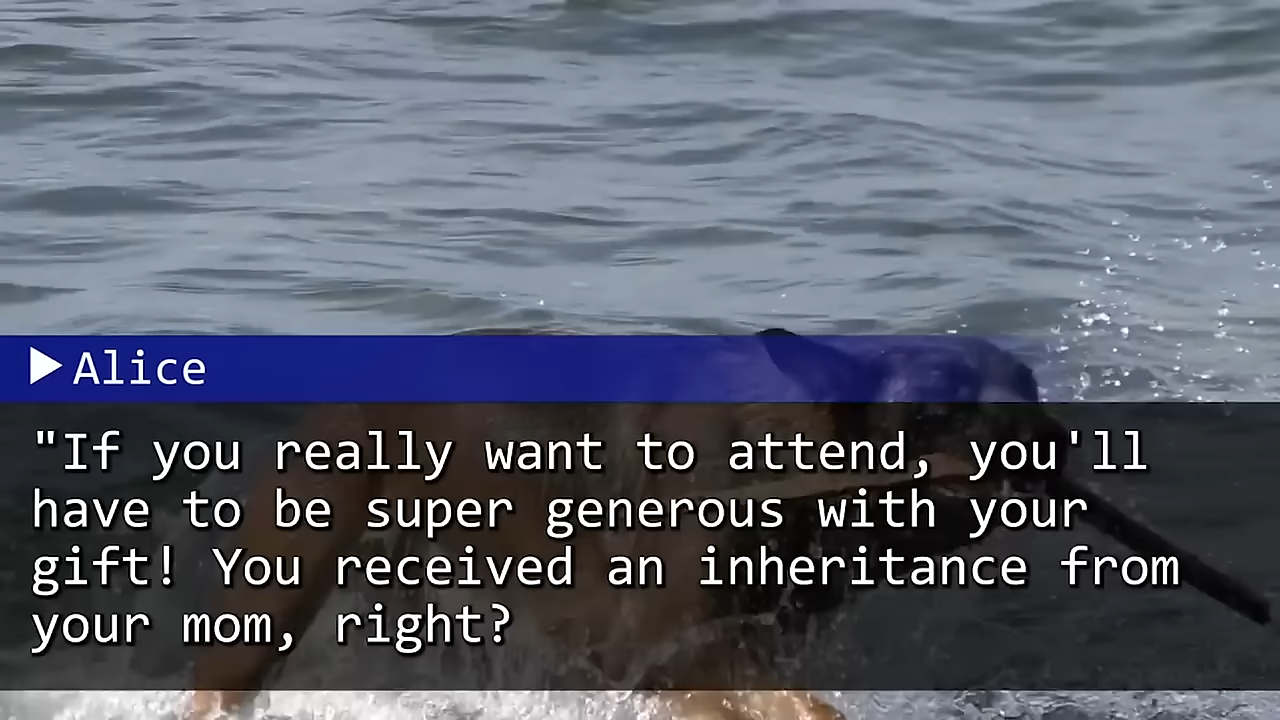 ▶Alice
"If you really want to attend, you'll
have to be super generous with your
gift! You received an inheritance from
your mom, right?